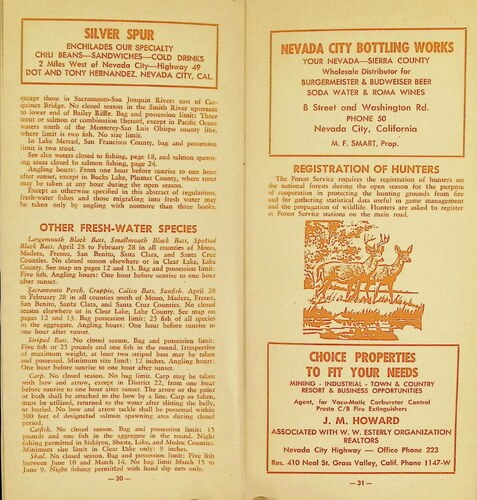 SILVER SPUR
ENCHILADES OUR SPECIALTY
CHILI BEANS—SANDWICHES—COLD DRINKS
2 Miles West of Nevada City—Highway 49
DOT AND TONY HERNANDEZ, NEVADA CITY, CAL.
except those in Sacramento-San Joaquin Rivers east of Car-
quinez Bridge. No closed season in the Smith River upstream
to lower end of Bailey Riffle. Bag and possession limit: Three
trout or salmon or combination thereof, except in Pacific Ocean
waters south of the Monterey-San Luis Obispo county line,
where limit is two fish. No size limit.
In Lake Merced, San Francisco County, bag and possession
limit is two trout.
See also waters closed to fishing, page 18, and salmon spawn-
ing areas closed to salmon fishing, page 24.
Angling hours: From one hour before sunrise to one hour
after sunset, except in Bucks Lake, Plumas County, where trout
may be taken at any hour during the open season.
Except as otherwise specified in this abstract of regulations,
fresh-water fishes and those migrating into fresh water may
be taken only by angling with not more than three hooks.
OTHER FRESH-WATER SPECIES
Largemouth Black Bass, Smallmouth Black Bass, Spotted
Black Bass. April 28 to February 28 in all counties of Mono,
Madera, Fresno, San Benito, Santa Clara, and Santa Cruz
Counties. No closed season elsewhere or in Clear Lake, Lake
County. See map on pages 12 and 13. Bag and possession limit:
Five fish. Angling hours: One hour before sunrise to one hour
after sunset.
Sacramento Perch, Crappie, Calico Bass, Sunfish. April 28
to February 28 in all counties north of Mono, Madera, Fresno,
San Benito, Santa Clara, and Santa Cruz Counties. No closed
season elsewhere or in Clear Lake, Lake County. See map on
pages 12 and 13. Bag and possession limit: 25 fish of all species
in the aggregate. Angling hours: One hour before sunrise to
one hour after sunset.
Striped Bass. No closed season. Bag and possession limit:
Five fish or 25 pounds and one fish in the round. Irrespective
of maximum weight, at least two striped bass may be taken
and possessed. Minimum size limit: 12 inches. Angling hours:
One hour before sunrise to one hour after sunset.
Carp. No closed season. No bag limit. Carp may be taken
with bow and arrow, except in District 22, from one hour
before sunrise to one hour after sunset. The arrow or the point
or both shall be attached to the bow by a line. Carp so taken,
must be utilized, returned to the water after slitting the belly,
or buried. No bow and arrow tackle shall be possessed within
500 feet of designated salmon spawning area during closed
period.
Catfish. No closed season. Bag and possession limit: 15
pounds and one fish in the aggregate in the round. Night
fishing permitted in Siskiyou, Shasta, Lake, and Modoc Counties.
Minimum size limit in Clear Lake only: 9 inches.
Shad. No closed season. Bag and possession limit: Five fish
between June 10 and March 14. No bag limit March 15 to
June 9. Night fishing permitted with hand dip nets only.
— 30 —
NEVADA CITY BOTTLING WORKS
YOUR NEVADA—SIERRA COUNTY
Wholesale Distributor for
BURGERMEISTER & BUDWEISER BEER
SODA WATER & ROMA WINES
B Street and Washington Rd.
PHONE 50
Nevada City, California
M. F. SMART, Prop.
REGISTRATION OF HUNTERS
The Forest Service requires the registration of hunters on
the national forests during the open season for the purpose
of cooperation in protecting the hunting grounds from fire
and for gathering statistical data useful in game management
and the propagation of wildlife. Hunters are asked to register
at Forest Service stations on the main road.
CHOICE PROPERTIES
TO FIT YOUR NEEDS
MINING - INDUSTRIAL - TOWN & COUNTRY
RESORT & BUSINESS OPPORTUNITIES
Agent, for Vacu-Matic Carburetor Control
Presto C/B Fire Extinguishers
J. M. HOWARD
ASSOCIATED WITH W. W. ESTERLY ORGANIZATION
REALTORS
Nevada City Highway — Office Phone 223
Res. 410 Neal St. Grass Valley, Calif. Phone 1147-W
— 31 —